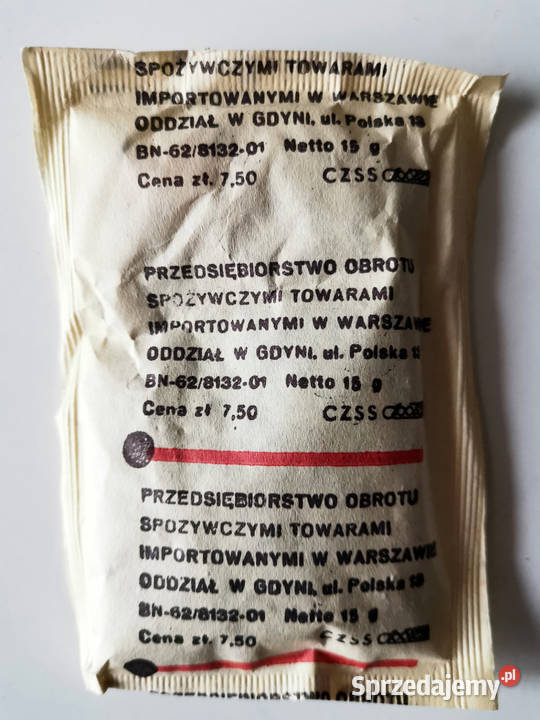 SPOŻYWCZYMI TOWARAMI
IMPORTOWANYMI W WARSZAWIE
ODDZIAŁ W GDYNI, ul. Polska 13
BN-62/8132-01 Netto 15 g
Cena zł. 7,50 CZSS
PRZEDSIĘBIORSTWO OBROTU
SPOŻYWCZYMI TOWARAMI
IMPORTOWANYMI W WARSZAWIE
ODDZIAŁ W GDYNI, ul. Polska 13
BN-62/8132-01 Netto 15 g
Cena zł 7,50 CZSS
PRZEDSIĘBIORSTWO OBROTU
SPOŻYWCZYMI TOWARAMI
IMPORTOWANYMI W WARSZAWIE
ODDZIAŁ W GDYNI, ul. Polska 13
BN-62/8132-01 Netto 15 g
Cena zł. 7,50 CZSS
PRZEDSIĘBIORSTWO OBROTU
Sprzedajemy.pl